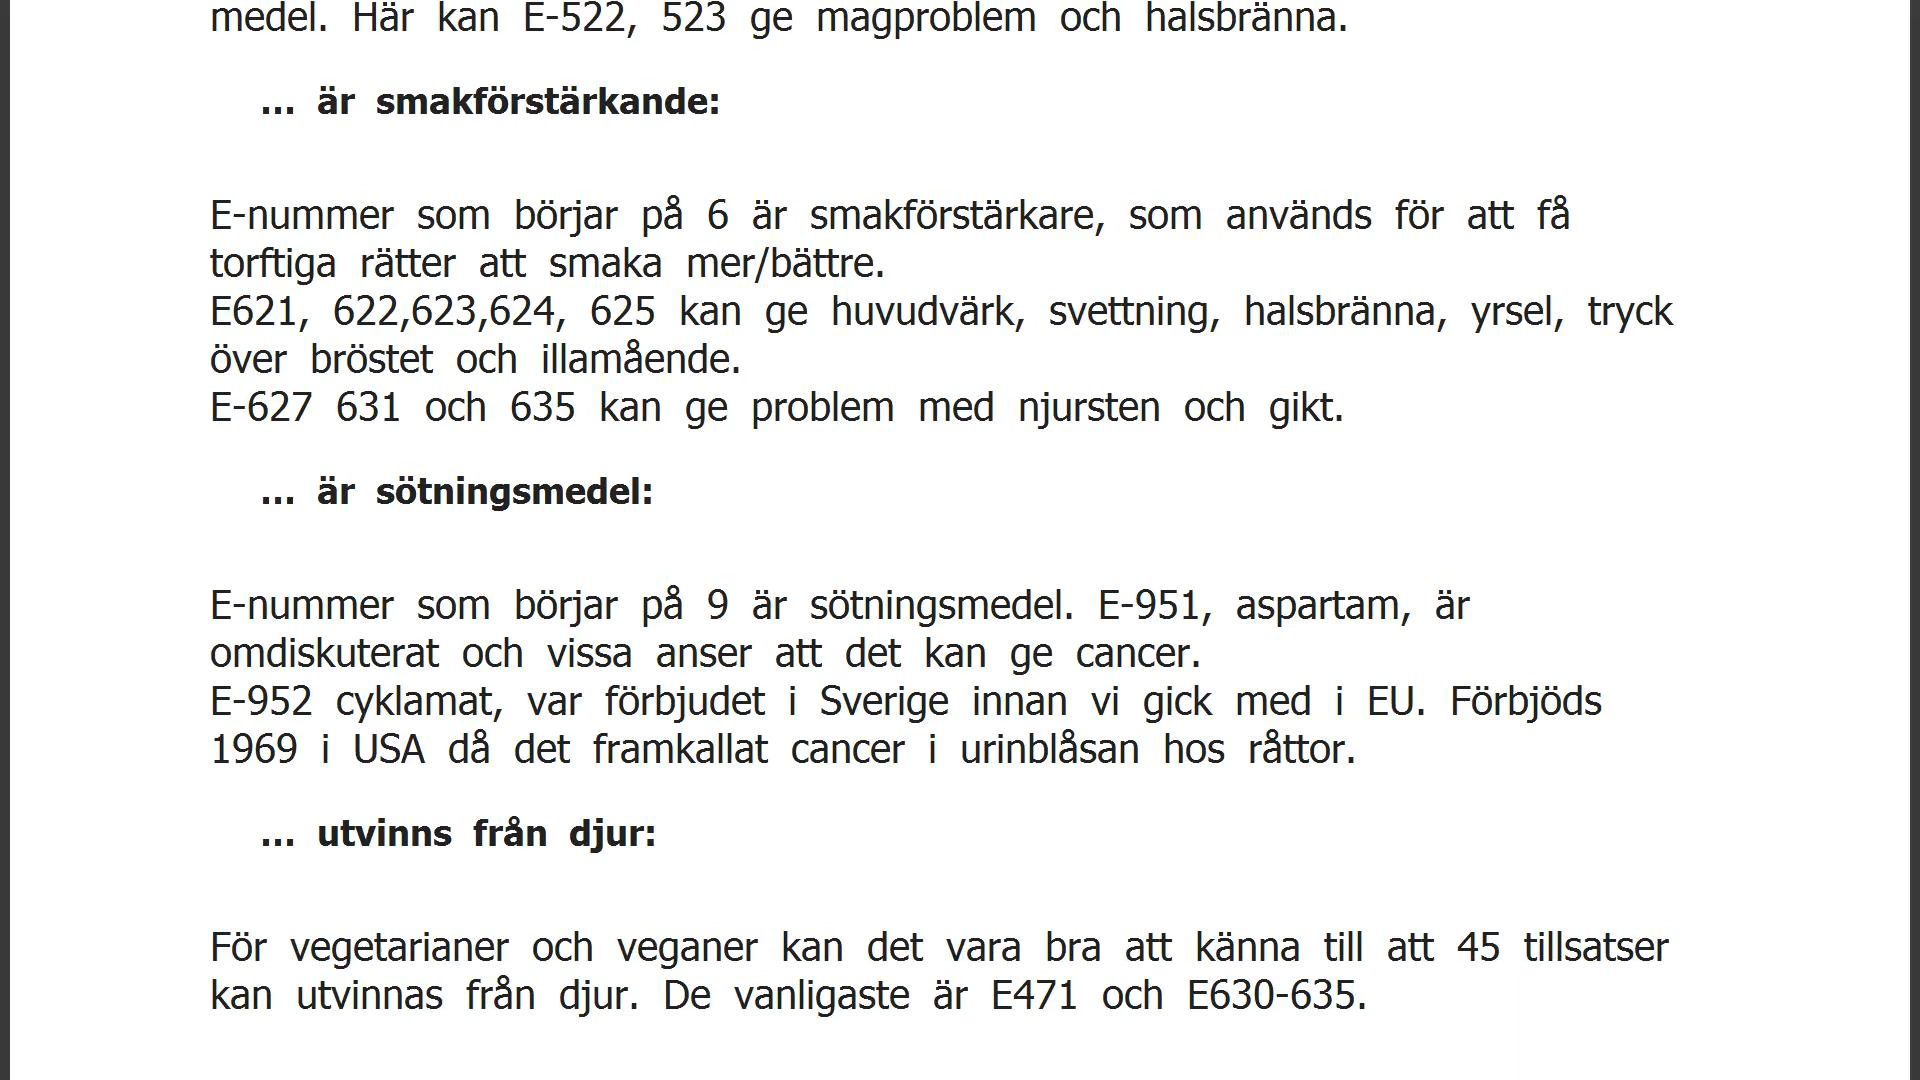 medel. Här kan E-522, 523 ge magproblem och halsbränna.
... är smakförstärkande:
E-nummer som börjar på 6 är smakförstärkare, som används för att få
torftiga rätter att smaka mer/bättre.
E621, 622,623,624, 625 kan ge huvudvärk, svettning, halsbränna, yrsel, tryck
över bröstet och illamående.
E-627 631 och 635 kan ge problem med njursten och gikt.
... är sötningsmedel:
E-nummer som börjar på 9 är sötningsmedel. E-951, aspartam, är
omdiskuterat och vissa anser att det kan ge cancer.
E-952 cyklamat, var förbjudet i Sverige innan vi gick med i EU. Förbjöds
1969 i USA då det framkallat cancer i urinblåsan hos råttor.
... utvinns från djur:
För vegetarianer och veganer kan det vara bra att känna till att 45 tillsatser
kan utvinnas från djur. De vanligaste är E471 och E630-635.